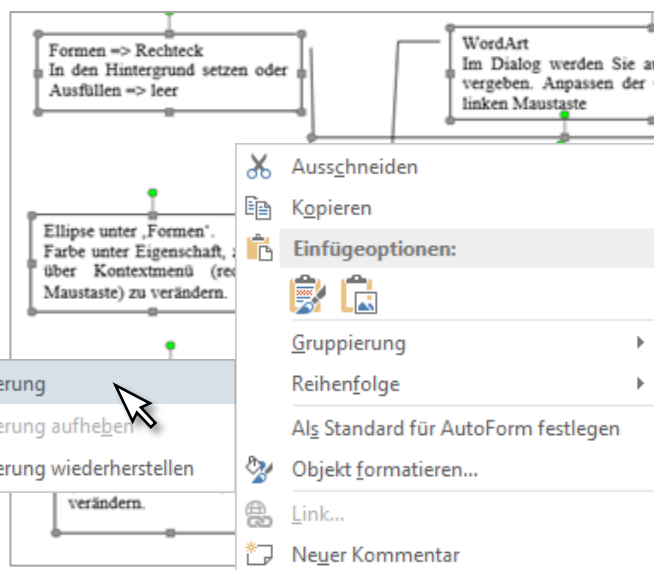 Formen => Rechteck
In den Hintergrund setzen oder
Ausfüllen => leer
WordArt
Im Dialog werden Sie
vergeben. Anpassen der
linken Maustaste
Ellipse unter ‚Formen‘.
Farbe unter Eigenschaft,
über Kontextmenü
Maustaste) zu verändern.
Ausschneiden
Kopieren
Einfügeoptionen:
Gruppierung
Reihenfolge
Als Standard für AutoForm festlegen
Objekt formatieren...
Link...
Neuer Kommentar
erung
erung aufheben
erung wiederherstellen
verändern.